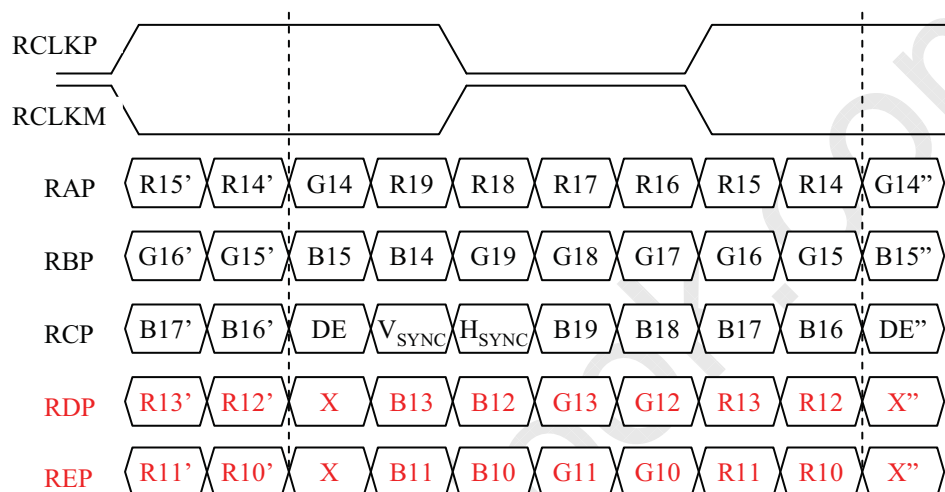 RCLKP
RCLKM
RAP R15’ R14’ G14 R19 R18 R17 R16 R15 R14 G14”
RBP G16’ G15’ B15 B14 G19 G18 G17 G16 G15 B15”
RCP B17’ B16’ DE VSYNC HSYNC B19 B18 B17 B16 DE”
RDP R13’ R12’ X B13 B12 G13 G12 R13 R12 X”
REP R11’ R10’ X B11 B10 G11 G10 R11 R10 X”